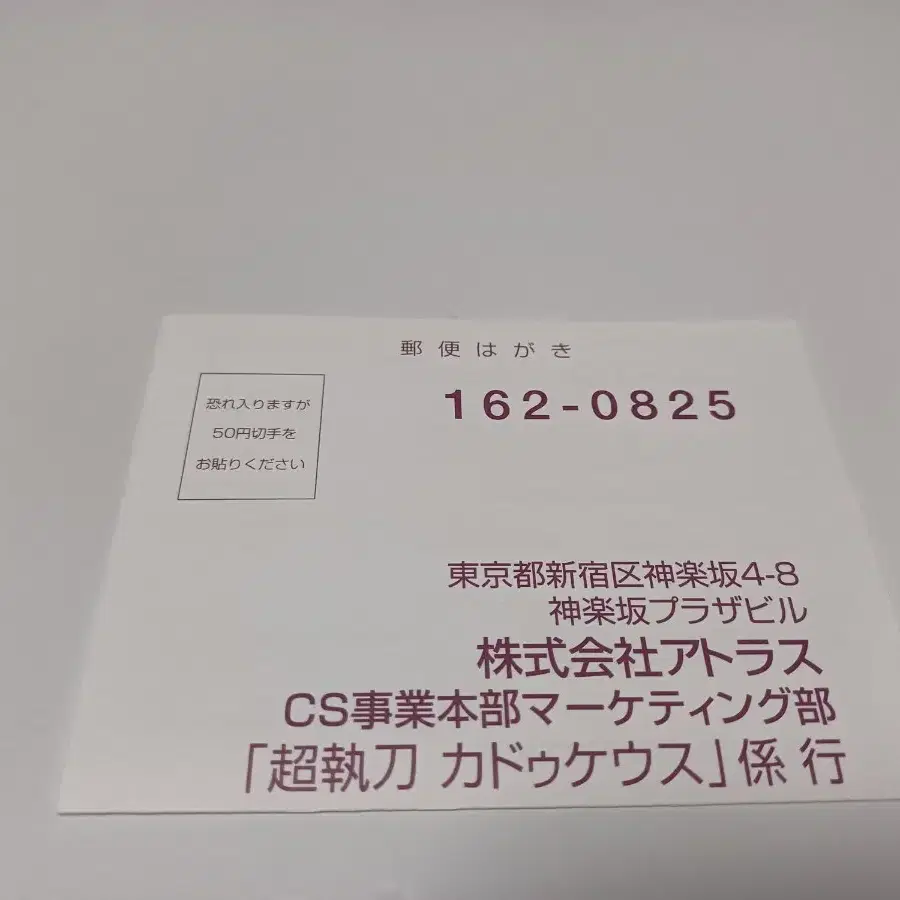 郵便はがき
恐れ入りますが
50円切手を
お貼りください
162-0825
東京都新宿区神楽坂4-8
神楽坂プラザビル
株式会社アトラス
CS事業本部マーケティング部
「超執刀 カドゥケウス」係 行